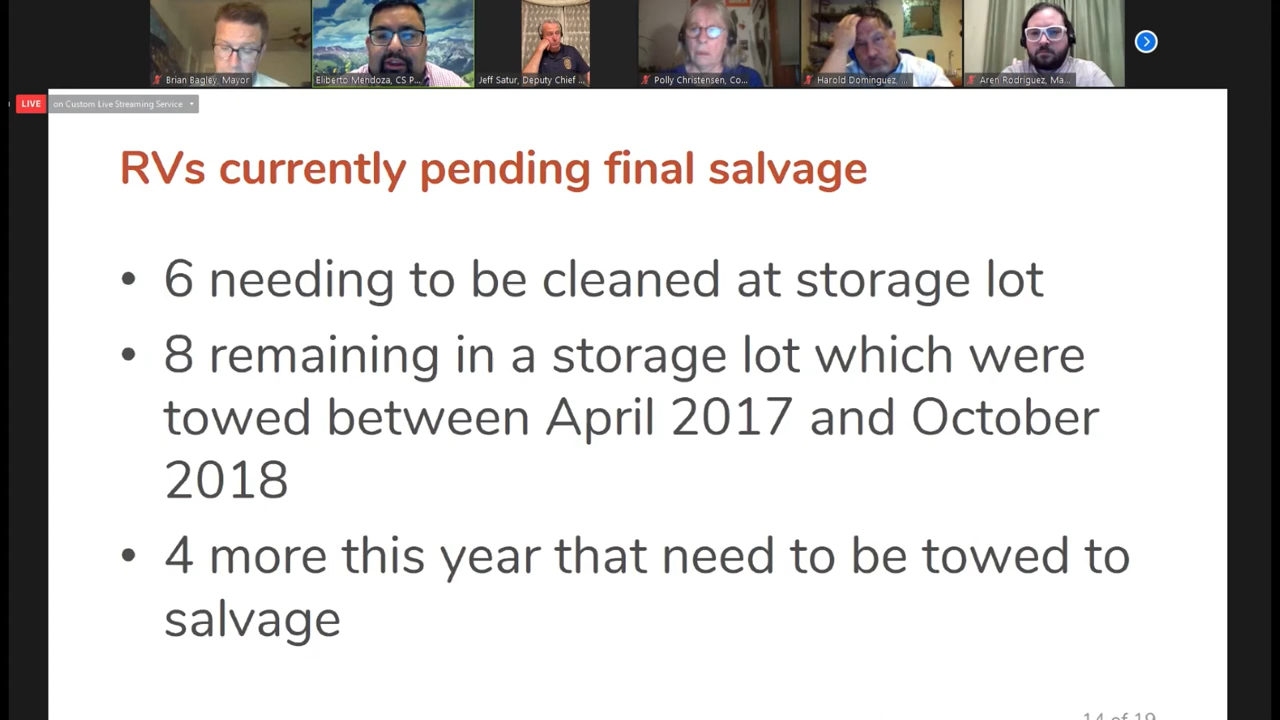 Brian Bagley, Mayor
Eliberto Mendoza, CS P...
Jeff Satur, Deputy Chief ...
Polly Christensen, Co...
Harold Dominguez, ...
Aren Rodriguez, Ma...
LIVE on Custom Live Streaming Service
RVs currently pending final salvage
• 6 needing to be cleaned at storage lot
• 8 remaining in a storage lot which were
towed between April 2017 and October
2018
• 4 more this year that need to be towed to
salvage
14 of 19